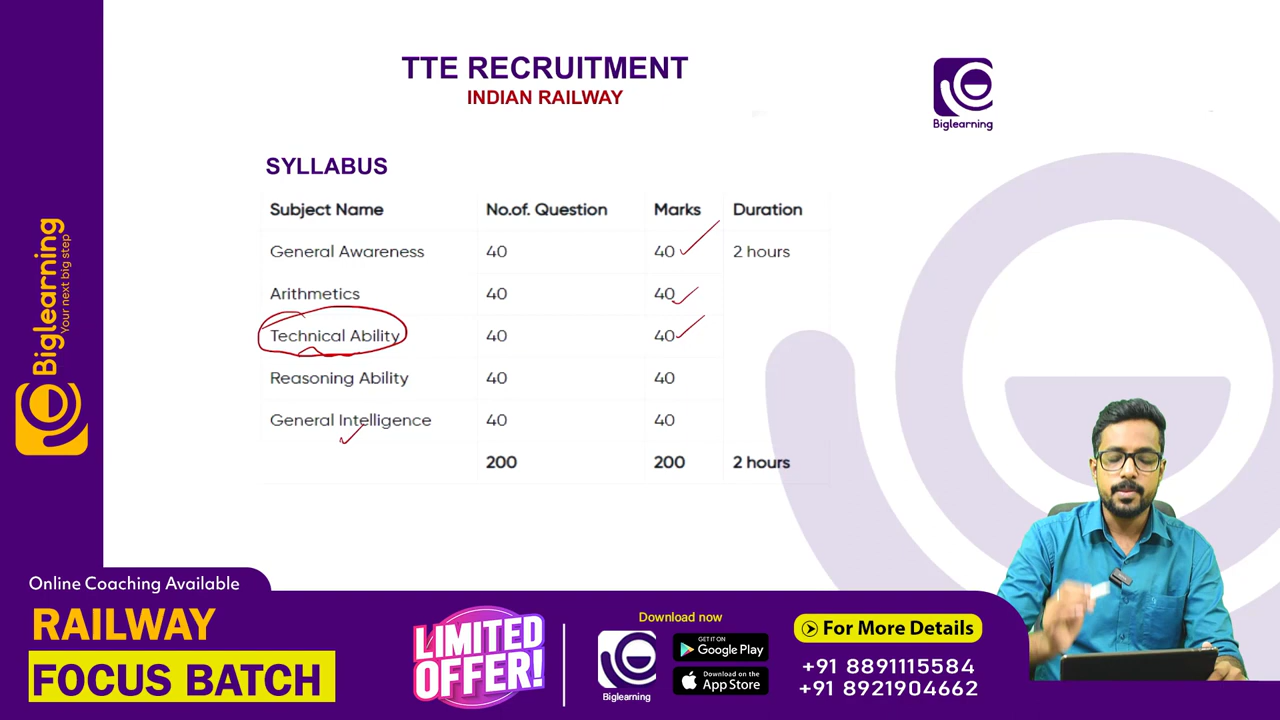 TTE RECRUITMENT
INDIAN RAILWAY
Biglearning
SYLLABUS
Subject Name No.of. Question Marks Duration
General Awareness 40 40 2 hours
Arithmetics 40 40
Technical Ability 40 40
Reasoning Ability 40 40
General Intelligence 40 40
200 200 2 hours
Biglearning
Your next big step
Online Coaching Available
RAILWAY
FOCUS BATCH
LIMITED
OFFER!
Download now
Biglearning
GET IT ON
Google Play
Download on the
App Store
For More Details
+91 8891115584
+91 8921904662